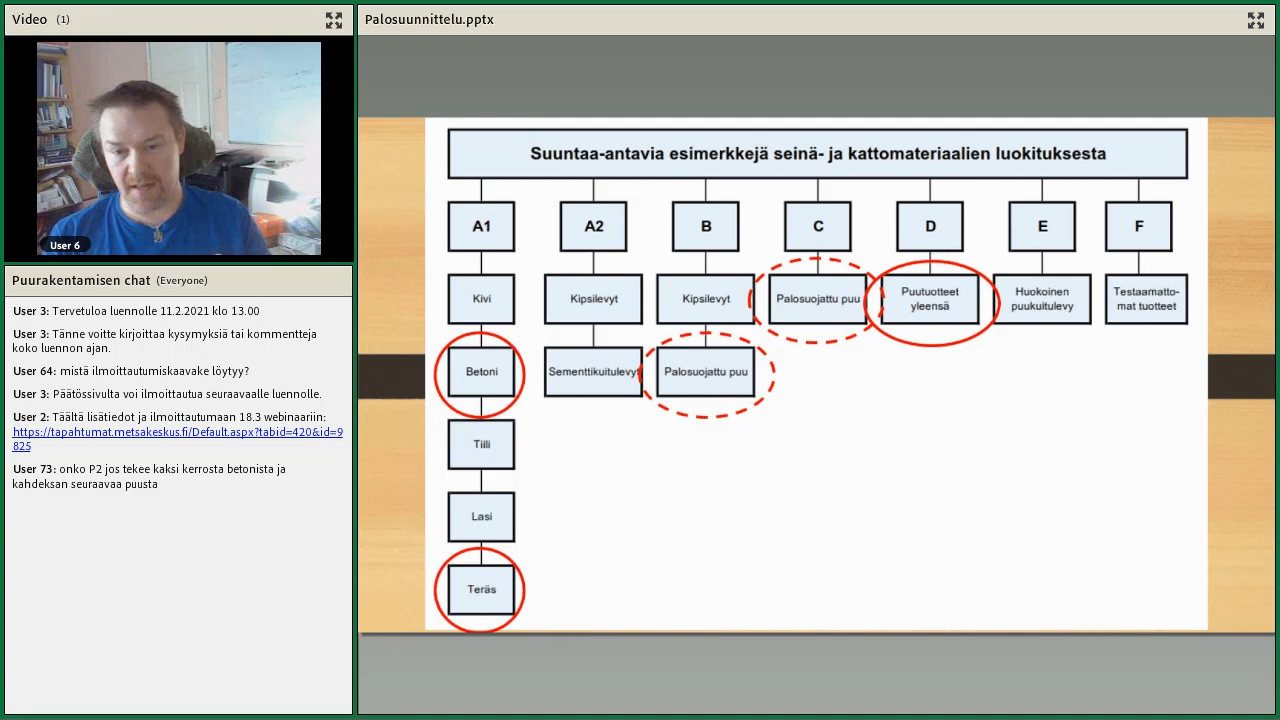 Video (1)
User 6
Puurakentamisen chat (Everyone)
User 3: Tervetuloa luennolle 11.2.2021 klo 13.00
User 3: Tänne voitte kirjoittaa kysymyksiä tai kommentteja
koko luennon ajan.
User 64: mistä ilmoittautumiskaavake löytyy?
User 3: Päätössivulta voi ilmoittautua seuraavalle luennolle.
User 2: Täältä lisätiedot ja ilmoittautumaan 18.3 webinaariin:
https://tapahtumat.metsakeskus.fi/Default.aspx?tabid=420&id=9
825
User 73: onko P2 jos tekee kaksi kerrosta betonista ja
kahdeksan seuraavaa puusta
Palosuunnittelu.pptx
Suuntaa-antavia esimerkkejä seinä- ja kattomateriaalien luokituksesta
A1
A2
B
C
D
E
F
Kivi
Kipsilevyt
Kipsilevyt
Palosuojattu puu
Puutuotteet
yleensä
Huokoinen
puukuitulevy
Testaamatto-
mat tuotteet
Betoni
Sementtikuitulevyt
Palosuojattu puu
Tiili
Lasi
Teräs